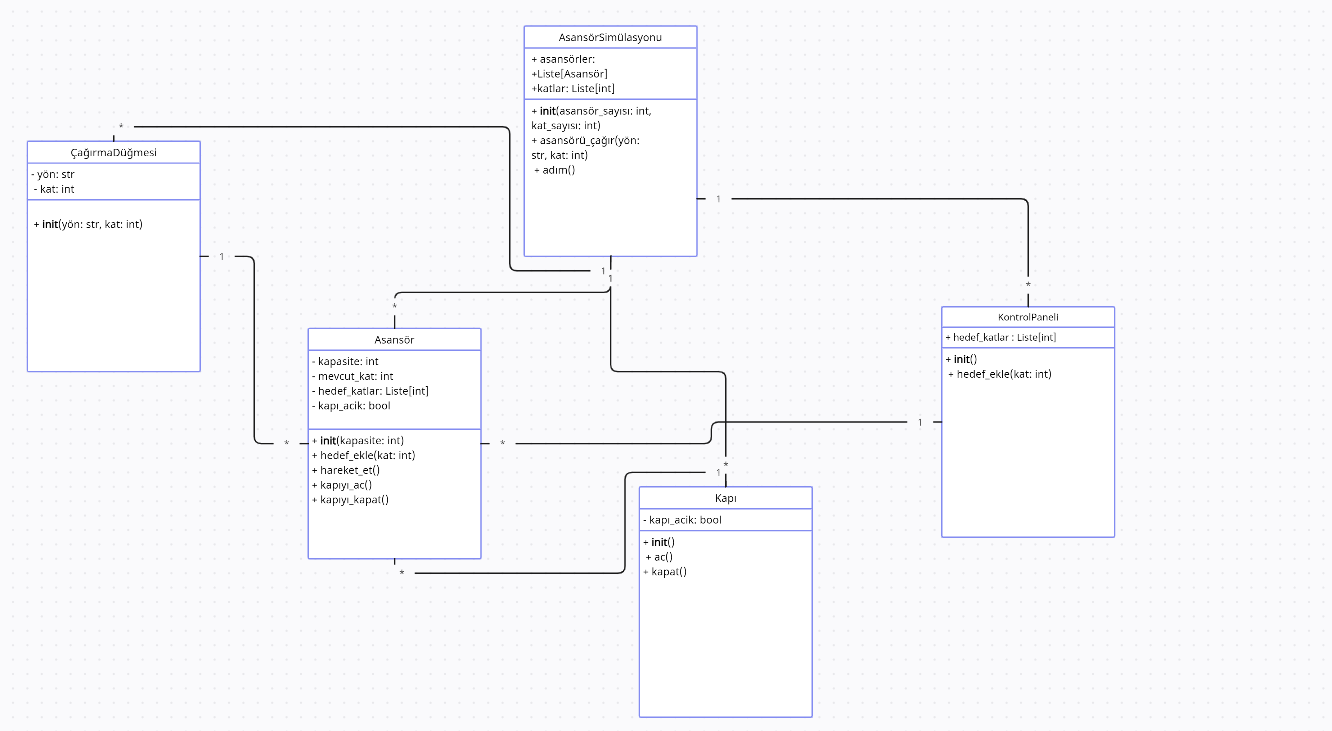 AsansörSimülasyonu
+ asansörler:
+Liste[Asansör]
+katlar: Liste[int]
+ init(asansör_sayısı: int,
kat_sayısı: int)
+ asansörü_çağır(yön:
str, kat: int)
+ adım()
*
ÇağırmaDüğmesi
- yön: str
- kat: int
+ init(yön: str, kat: int)
1
1
1
1
*
*
KontrolPaneli
+ hedef_katlar : Liste[int]
+ init()
+ hedef_ekle(kat: int)
Asansör
- kapasite: int
- mevcut_kat: int
- hedef_katlar: Liste[int]
- kapı_acik: bool
+ init(kapasite: int)
+ hedef_ekle(kat: int)
+ hareket_et()
+ kapıyı_ac()
+ kapıyı_kapat()
*
*
1
*
1
*
Kapı
- kapı_acik: bool
+ init()
+ ac()
+ kapat()